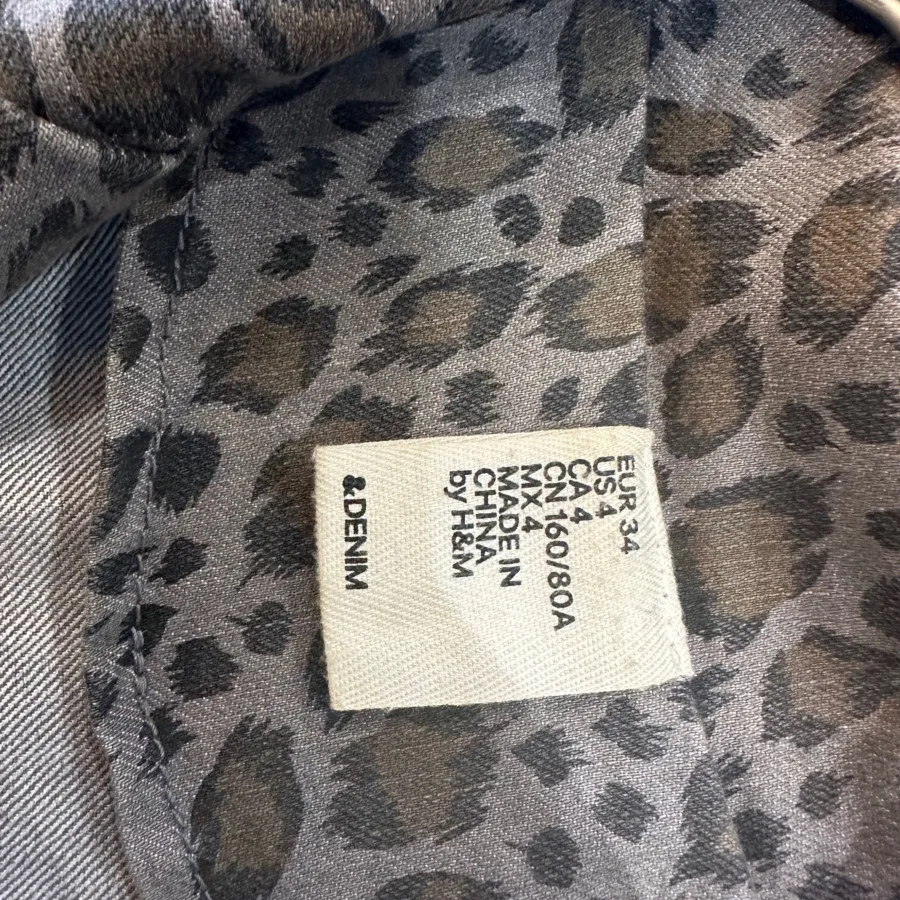 EUR 34
US 4
CA 4
CN 160/80A
MX 4
MADE IN
CHINA
by H&M
&DENIM